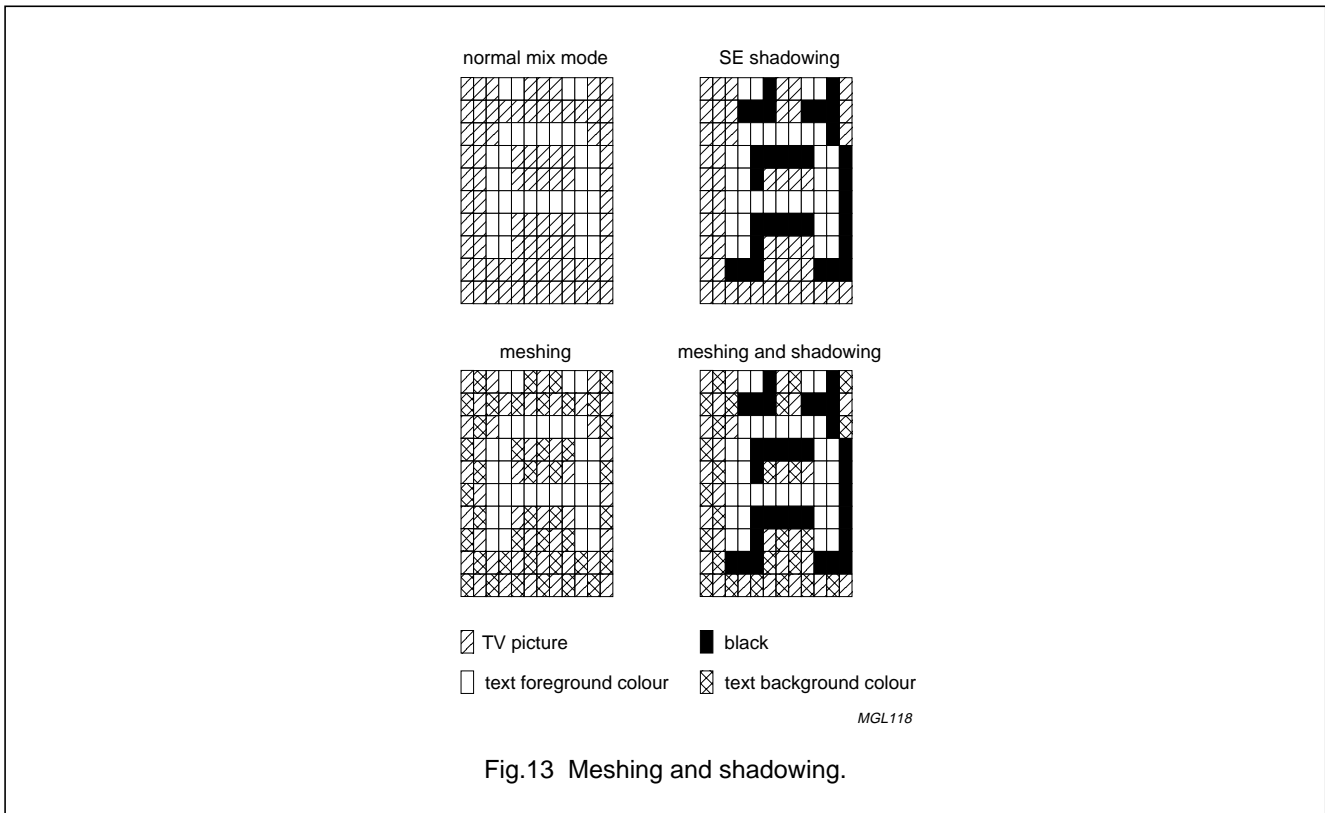 normal mix mode
SE shadowing
meshing
meshing and shadowing
TV picture
black
text foreground colour
text background colour
MGL118
Fig.13 Meshing and shadowing.